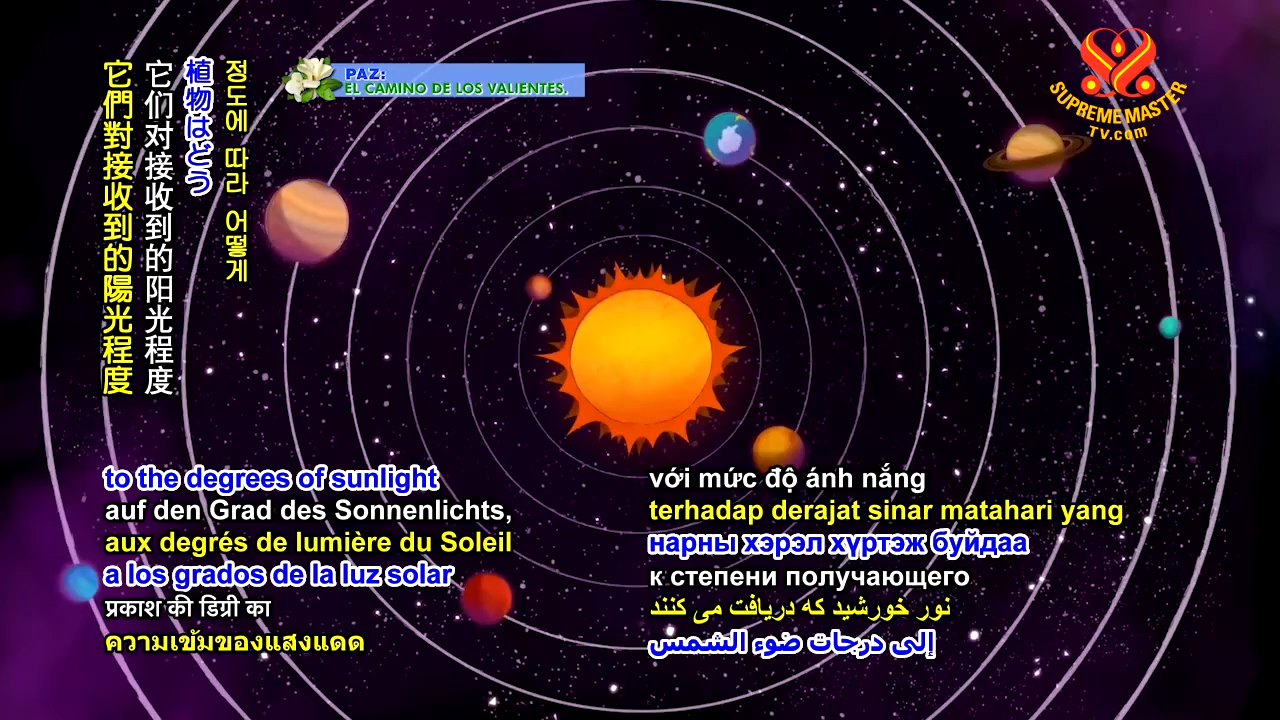 PAZ:
EL CAMINO DE LOS VALIENTES.
SUPREME MASTER
TV.com
정도에 따라 어떻게
植物はどう
它们对接收到的阳光程度
它們對接收到的陽光程度
to the degrees of sunlight
auf den Grad des Sonnenlichts,
aux degrés de lumière du Soleil
a los grados de la luz solar
प्रकाश की डिग्री का
ความเข้มของแสงแดด
với mức độ ánh nắng
terhadap derajat sinar matahari yang
нарны хэрэл хүртэж буйдаа
к степени получающего
نور خورشید که دریافت می کنند
إلى درجات ضوء الشمس